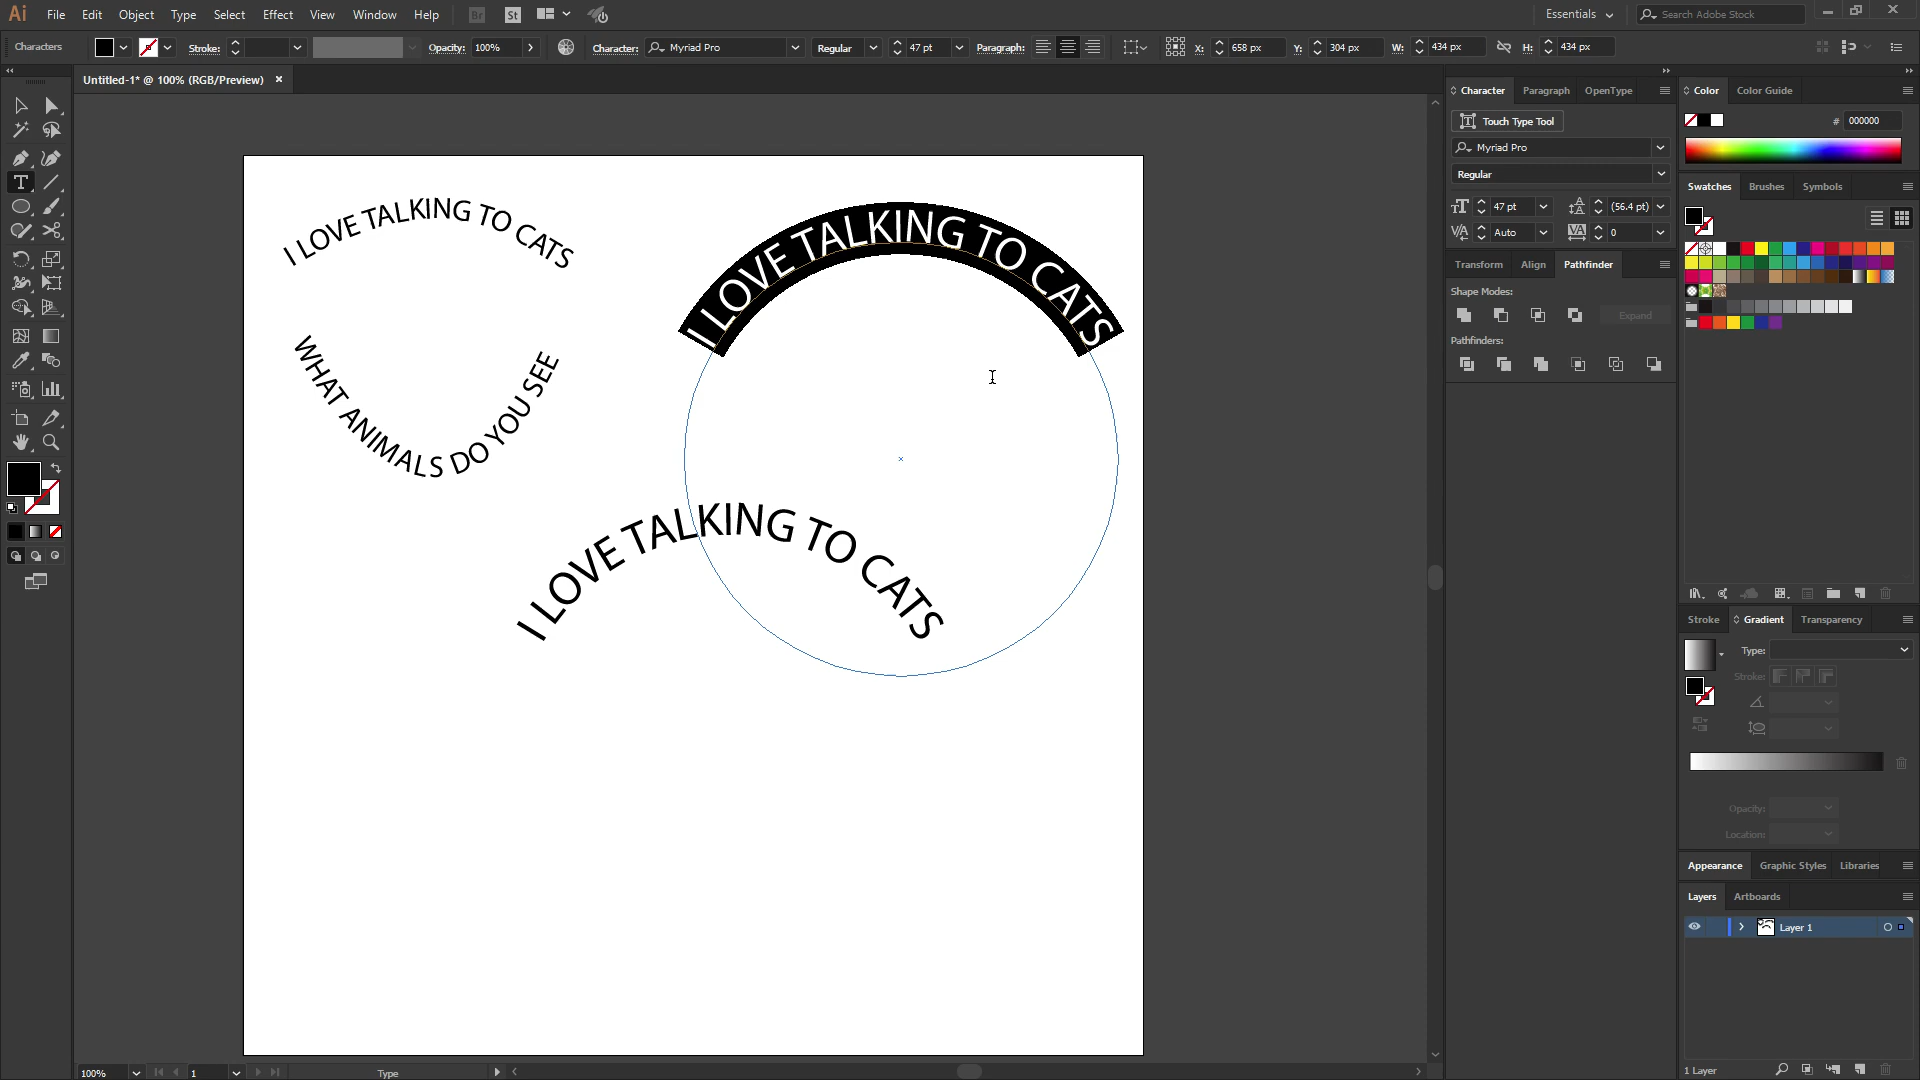 Ai File Edit Object Type Select Effect View Window Help Br St Essentials Search Adobe Stock
Characters Stroke: Opacity: 100% Character: Myriad Pro Regular 47 pt Paragraph: X: 658 px Y: 304 px W: 434 px H: 434 px
Untitled-1* @ 100% (RGB/Preview)
I LOVE TALKING TO CATS
I LOVE TALKING TO CATS
WHAT ANIMALS DO YOU SEE
I LOVE TALKING TO CATS
Character Paragraph OpenType
Touch Type Tool
Myriad Pro
Regular
47 pt (56.4 pt)
Auto 0
Transform Align Pathfinder
Shape Modes:
Expand
Pathfinders:
Color Color Guide
# 000000
Swatches Brushes Symbols
Stroke Gradient Transparency
Type:
Stroke:
Opacity:
Location:
Appearance Graphic Styles Libraries
Layers Artboards
Layer 1
1 Layer
100% 1 Type